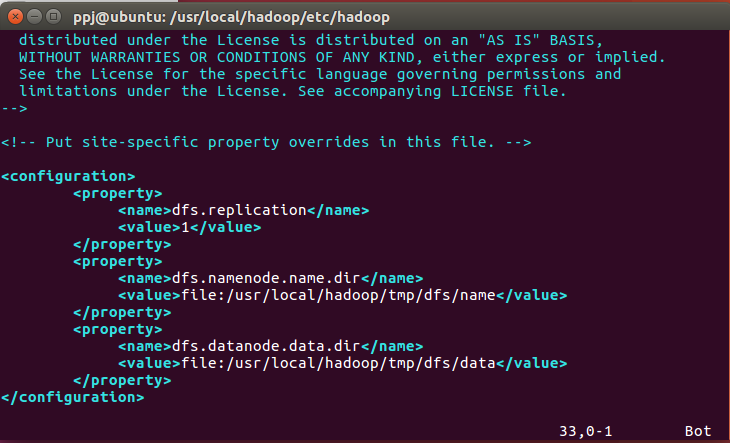 ppj@ubuntu: /usr/local/hadoop/etc/hadoop
distributed under the License is distributed on an "AS IS" BASIS,
WITHOUT WARRANTIES OR CONDITIONS OF ANY KIND, either express or implied.
See the License for the specific language governing permissions and
limitations under the License. See accompanying LICENSE file.
-->
<!-- Put site-specific property overrides in this file. -->
<configuration>
<property>
<name>dfs.replication</name>
<value>1</value>
</property>
<property>
<name>dfs.namenode.name.dir</name>
<value>file:/usr/local/hadoop/tmp/dfs/name</value>
</property>
<property>
<name>dfs.datanode.data.dir</name>
<value>file:/usr/local/hadoop/tmp/dfs/data</value>
</property>
</configuration>
33,0-1 Bot